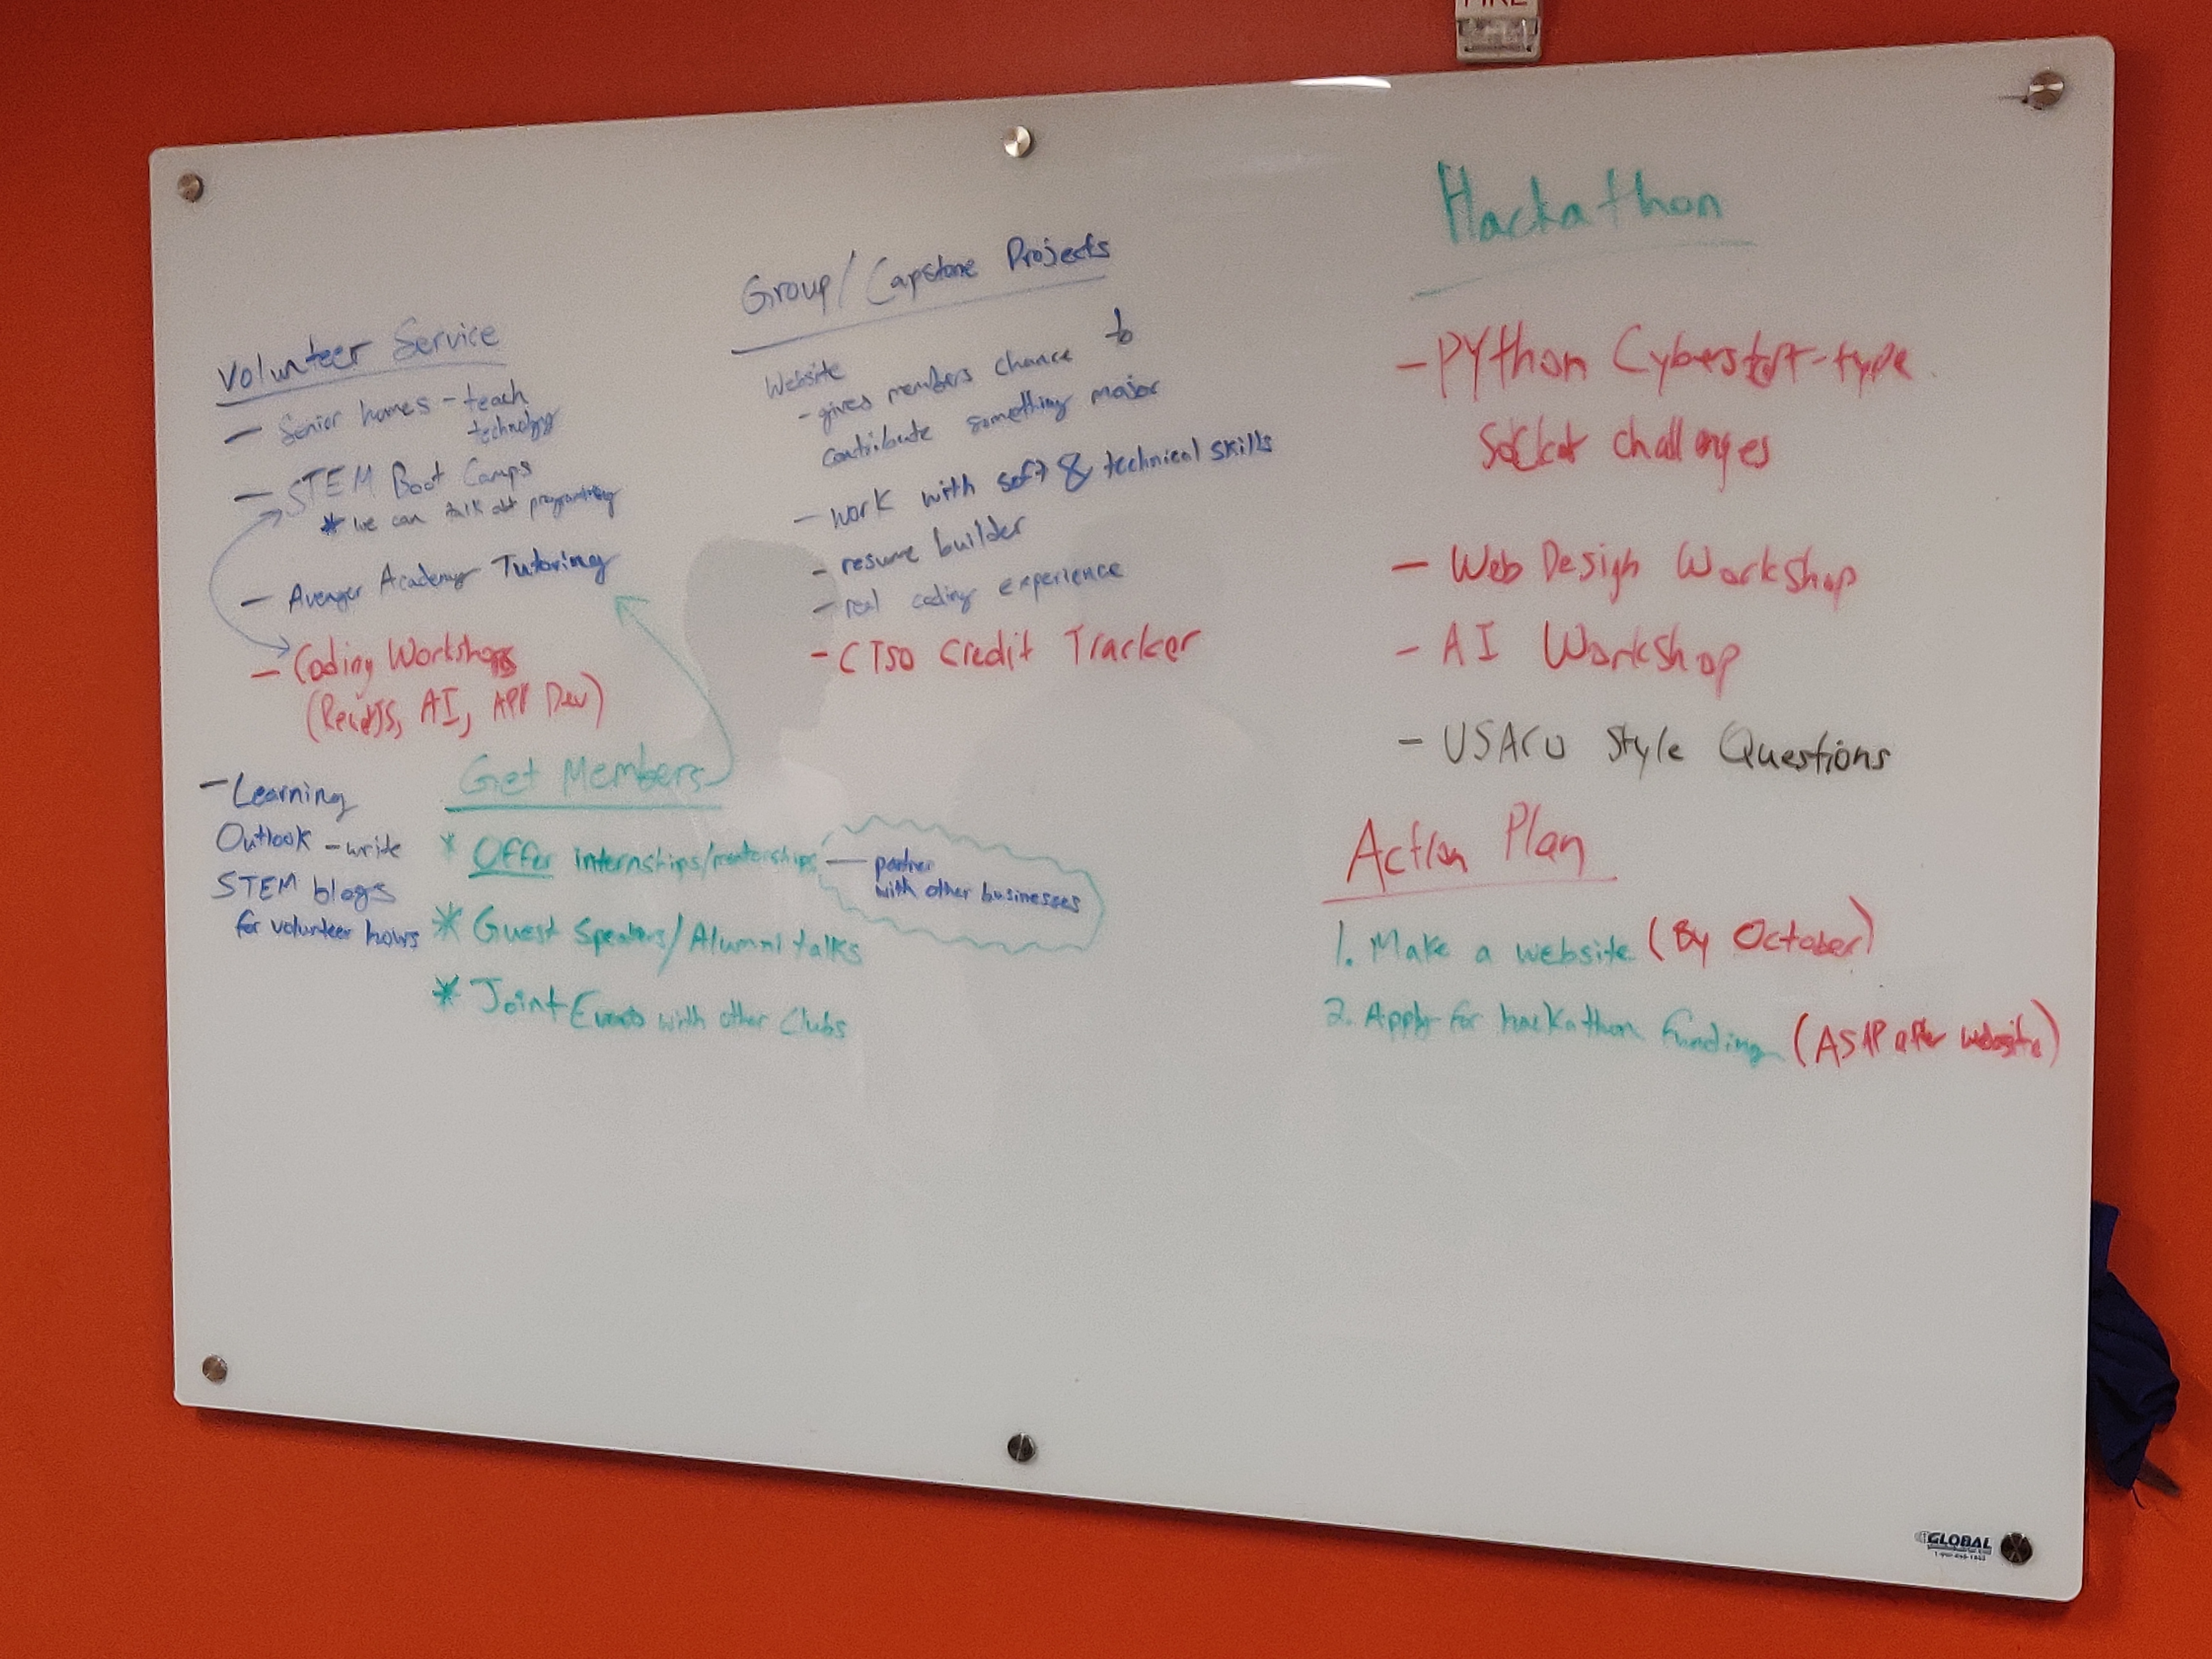 FIRE
Volunteer Service
- Senior homes - teach
technology
- STEM Boot Camps
* we can talk abt programming
- Avenger Academy Tutoring
- Coding Workshops
(ReactJS, AI, APP Dev)
- Learning
Outlook - write
STEM blogs
for volunteer hours
Get Members
* Offer internships/mentorships — partner
with other businesses
* Guest Speakers/Alumni talks
* Joint Events with other Clubs
Group/Capstone Projects
Website
- gives members chance to
contribute something major
- work with soft & technical skills
- resume builder
- real coding experience
- CTSO Credit Tracker
Hackathon
- PYthon Cyberstart-type
Socket challenges
- Web Design Workshop
- AI Workshop
- USACO Style Questions
Action Plan
1. Make a website (By October)
2. Apply for hackathon funding (ASAP after website)
GLOBAL